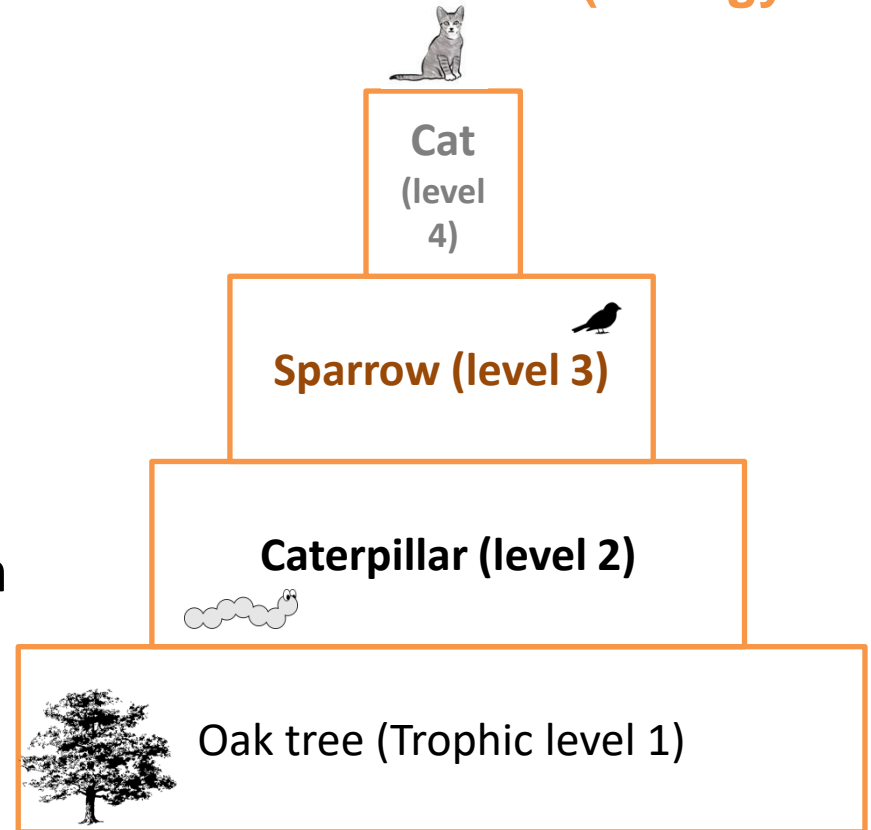 Cat
(level
4)
Sparrow (level 3)
Caterpillar (level 2)
Oak tree (Trophic level 1)